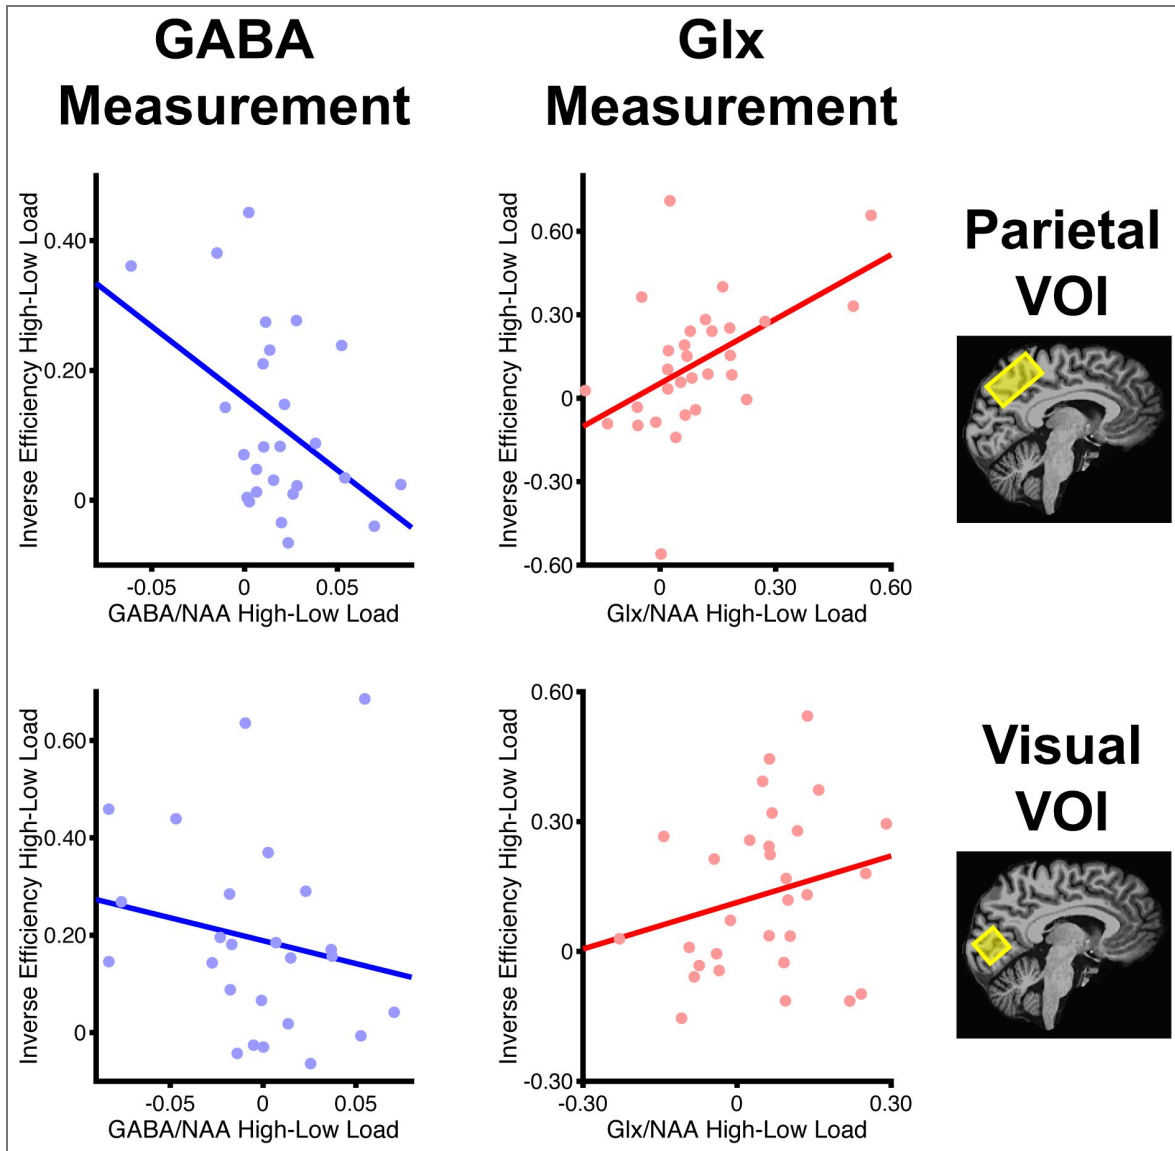 GABA
Measurement
Glx
Measurement
Inverse Efficiency High-Low Load
0.40
0.20
0
-0.05
0
0.05
GABA/NAA High-Low Load
Inverse Efficiency High-Low Load
0.60
0.30
0
-0.30
-0.60
0
0.30
0.60
Glx/NAA High-Low Load
Parietal
VOI
Inverse Efficiency High-Low Load
0.60
0.40
0.20
0
-0.05
0
0.05
GABA/NAA High-Low Load
Inverse Efficiency High-Low Load
0.60
0.30
0
-0.30
-0.30
0
0.30
Glx/NAA High-Low Load
Visual
VOI